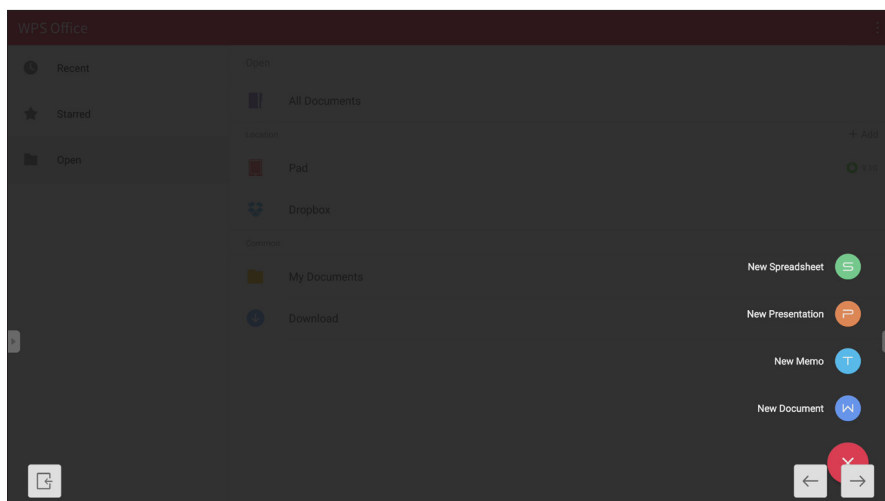 WPS Office
Recent
Starred
Open
Open
All Documents
Location
+ Add
Pad
Dropbox
Common
My Documents
Download
New Spreadsheet
S
New Presentation
P
New Memo
T
New Document
W